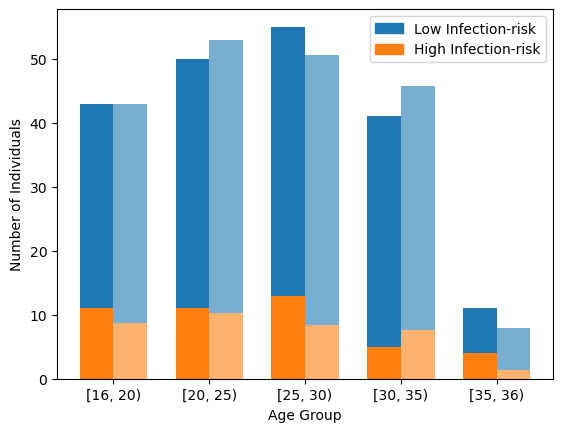 Low Infection-risk
High Infection-risk
Number of Individuals
50
40
30
20
10
0
[16, 20)
[20, 25)
[25, 30)
[30, 35)
[35, 36)
Age Group